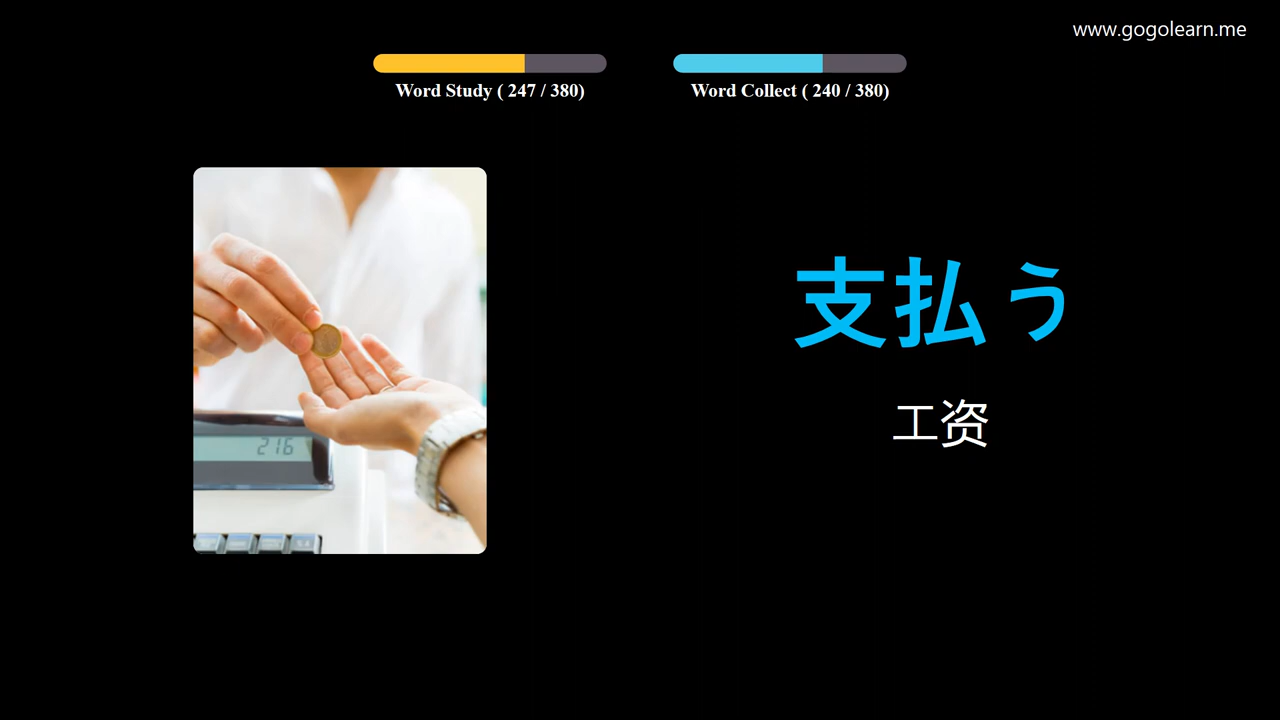 www.gogolearn.me
Word Study ( 247 / 380)
Word Collect ( 240 / 380)
支払う
工资
216